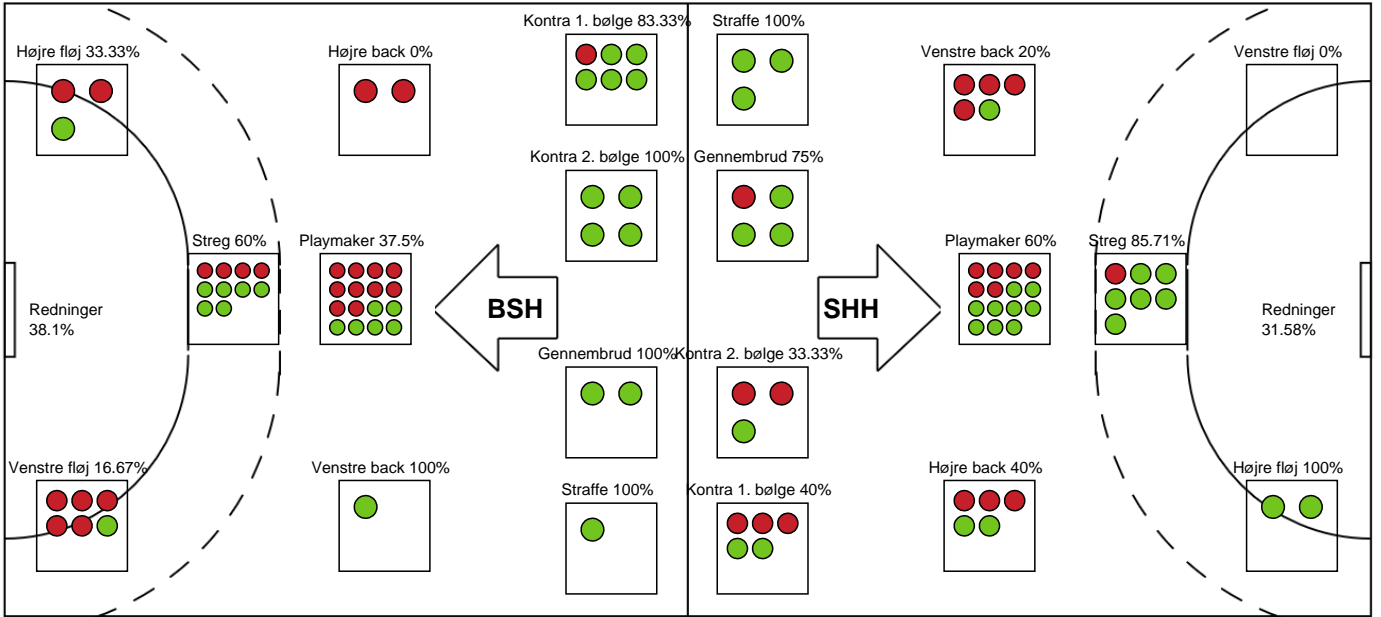 Kontra 1. bølge 83.33%
Straffe 100%
Højre fløj 33.33%
Højre back 0%
Venstre back 20%
Venstre fløj 0%
Kontra 2. bølge 100%
Gennembrud 75%
Streg 60%
Playmaker 37.5%
Playmaker 60%
Streg 85.71%
Redninger
38.1%
BSH
SHH
Redninger
31.58%
Gennembrud 100%
Kontra 2. bølge 33.33%
Venstre fløj 16.67%
Venstre back 100%
Straffe 100%
Kontra 1. bølge 40%
Højre back 40%
Højre fløj 100%